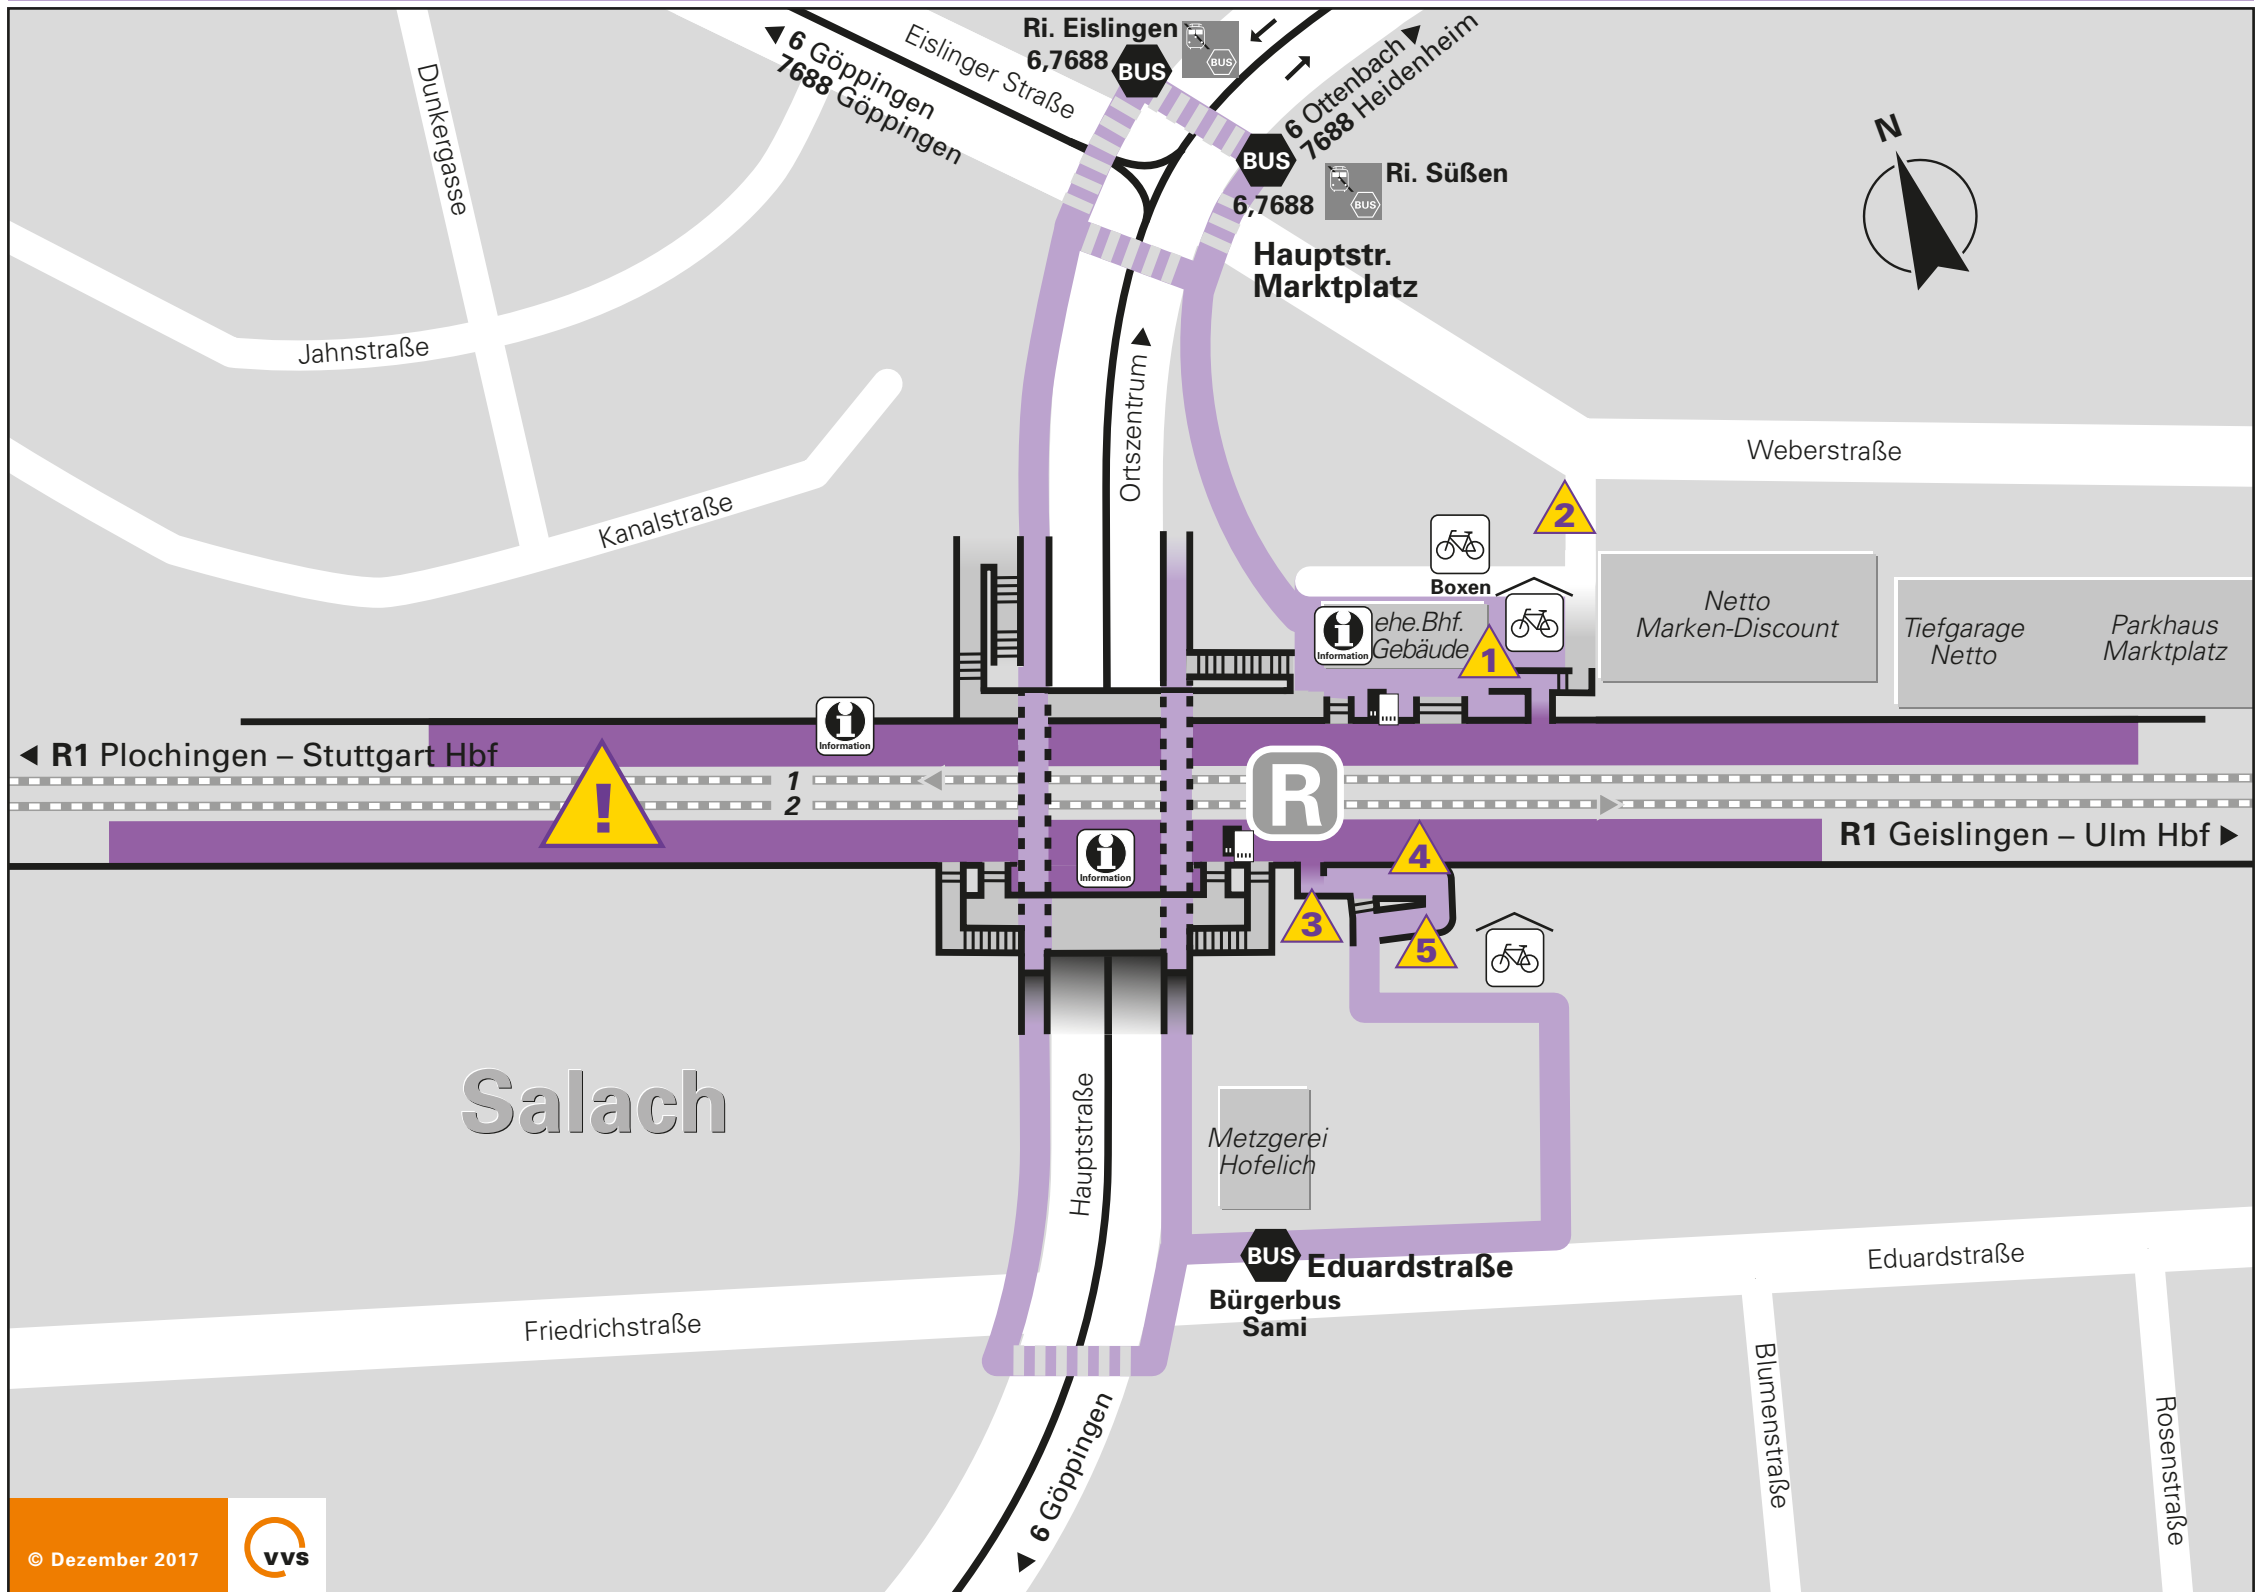 Ri. Eislingen
6,7688
BUS
BUS
6 Göppingen
7688 Göppingen
Eislinger Straße
6 Ottenbach
7688 Heidenheim
BUS
BUS
Ri. Süßen
6,7688
Hauptstr.
Marktplatz
N
Dunkergasse
Jahnstraße
Kanalstraße
Ortszentrum
Weberstraße
2
Boxen
Netto
Marken-Discount
Tiefgarage
Netto
Parkhaus
Marktplatz
i
Information
ehe.Bhf.
Gebäude
1
i
Information
R1 Plochingen – Stuttgart Hbf
!
1
2
R
R1 Geislingen – Ulm Hbf
i
Information
4
3
5
Salach
Hauptstraße
Metzgerei
Hofelich
BUS
Eduardstraße
Bürgerbus
Sami
Eduardstraße
Friedrichstraße
Blumenstraße
Rosenstraße
6 Göppingen
© Dezember 2017
vvs